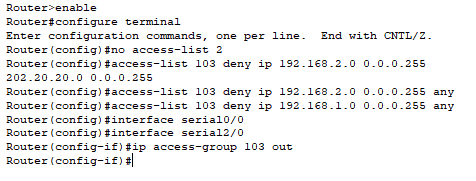 Router>enable
Router#configure terminal
Enter configuration commands, one per line.  End with CNTL/Z.
Router(config)#no access-list 2
Router(config)#access-list 103 deny ip 192.168.2.0 0.0.0.255
202.20.20.0 0.0.0.255
Router(config)#access-list 103 deny ip 192.168.2.0 0.0.0.255 any
Router(config)#access-list 103 deny ip 192.168.1.0 0.0.0.255 any
Router(config)#interface serial0/0
Router(config)#interface serial2/0
Router(config-if)#ip access-group 103 out
Router(config-if)#